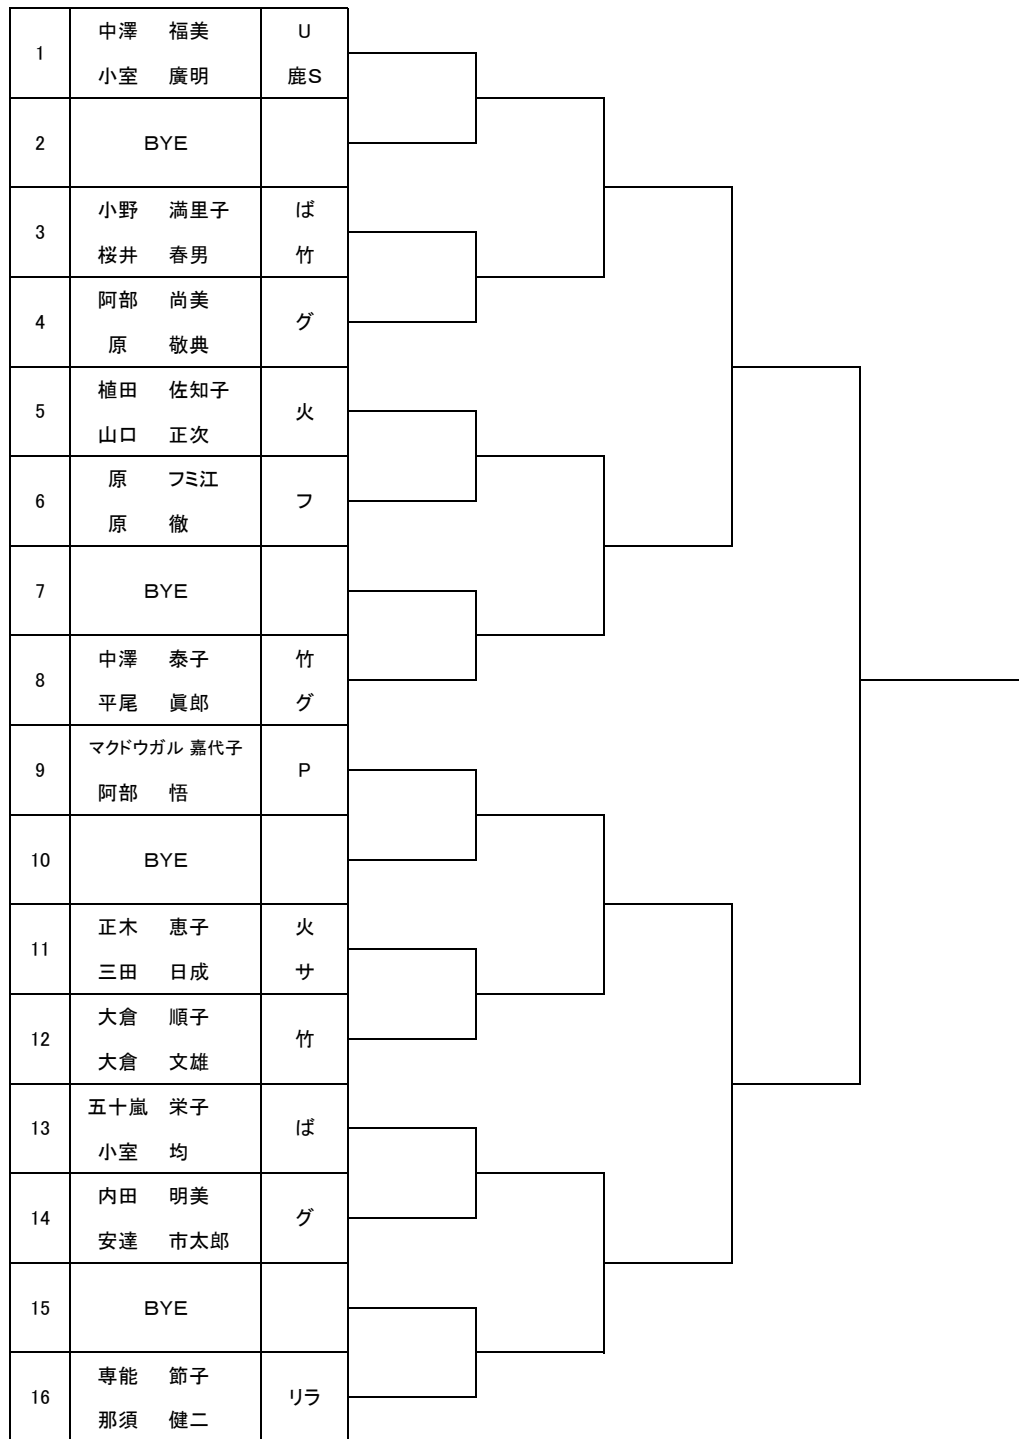 中澤 福美 U
1
小室 廣明 鹿S
2 BYE
小野 満里子 ば
3
桜井 春男 竹
阿部 尚美
4 グ
原 敬典
植田 佐知子
5 火
山口 正次
原 フミ江
6 フ
原 徹
7 BYE
中澤 泰子 竹
8
平尾 眞郎 グ
マクドウガル 嘉代子
9 P
阿部 悟
10 BYE
正木 恵子 火
11
三田 日成 サ
大倉 順子
12 竹
大倉 文雄
五十嵐 栄子
13 ば
小室 均
内田 明美
14 グ
安達 市太郎
15 BYE
専能 節子
16 リラ
那須 健二